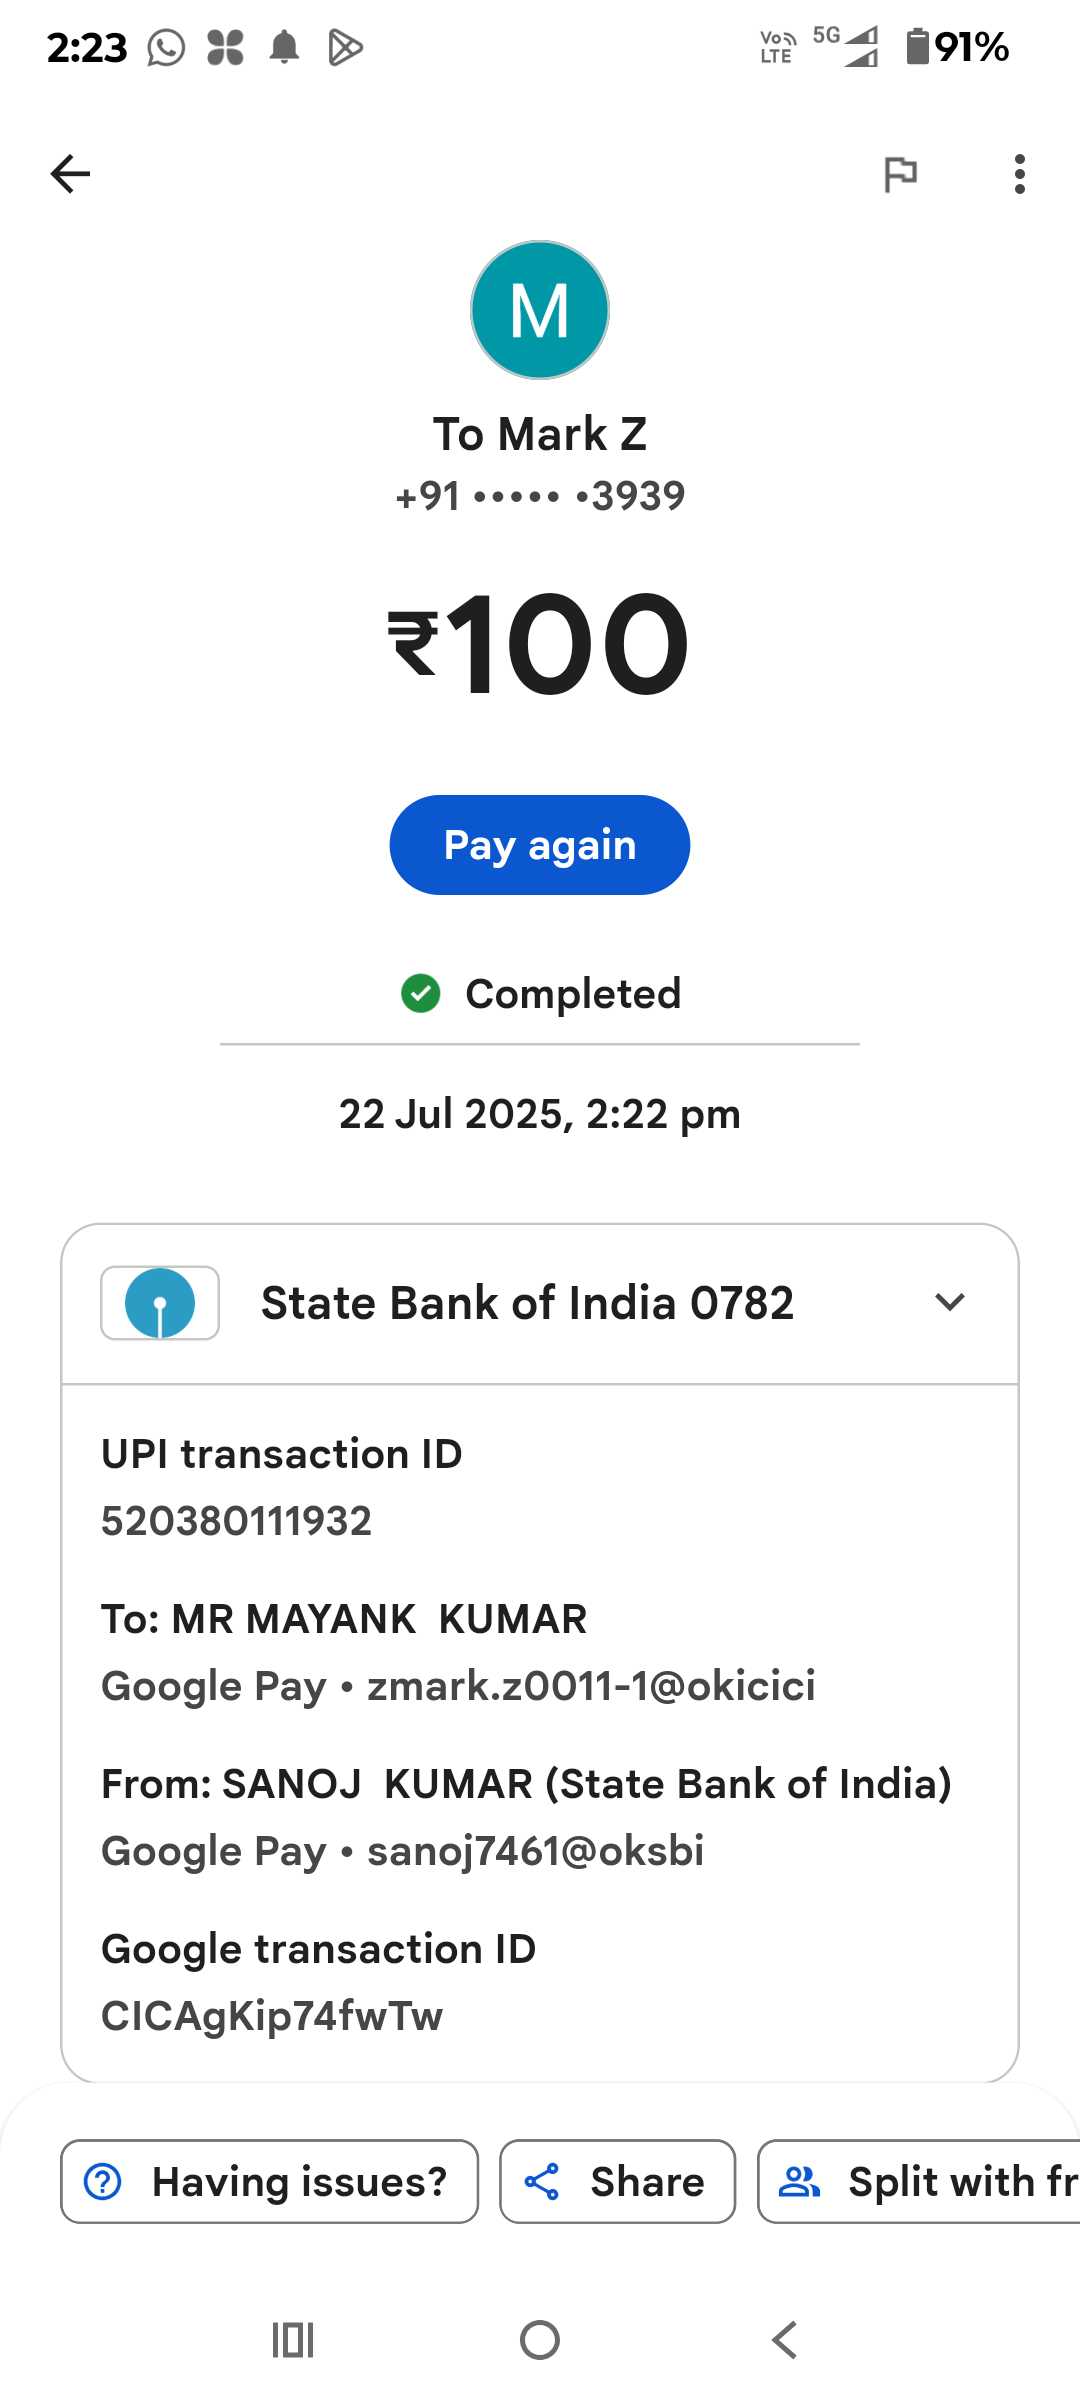 2:23
Vo LTE 5G 91%
M
To Mark Z
+91 ••••• •3939
₹100
Pay again
Completed
22 Jul 2025, 2:22 pm
State Bank of India 0782
UPI transaction ID
520380111932
To: MR MAYANK  KUMAR
Google Pay • zmark.z0011-1@okicici
From: SANOJ  KUMAR (State Bank of India)
Google Pay • sanoj7461@oksbi
Google transaction ID
CICAgKip74fwTw
Having issues? Share Split with fr